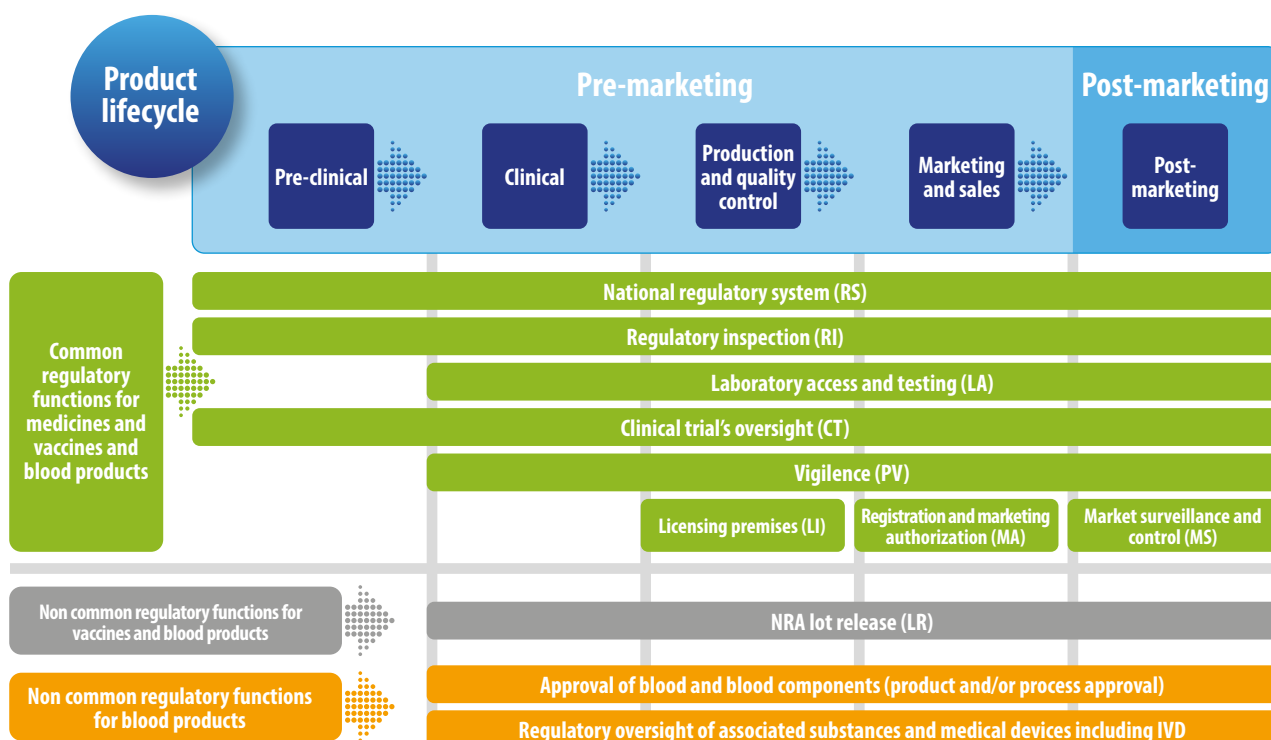 Product
lifecycle
Pre-marketing
Post-marketing
Pre-clinical
Clinical
Production
and quality
control
Marketing
and sales
Post-
marketing
Common
regulatory
functions for
medicines and
vaccines and
blood products
National regulatory system (RS)
Regulatory inspection (RI)
Laboratory access and testing (LA)
Clinical trial's oversight (CT)
Vigilence (PV)
Licensing premises (LI)
Registration and marketing
authorization (MA)
Market surveillance and
control (MS)
Non common regulatory functions for
vaccines and blood products
NRA lot release (LR)
Non common regulatory functions
for blood products
Approval of blood and blood components (product and/or process approval)
Regulatory oversight of associated substances and medical devices including IVD